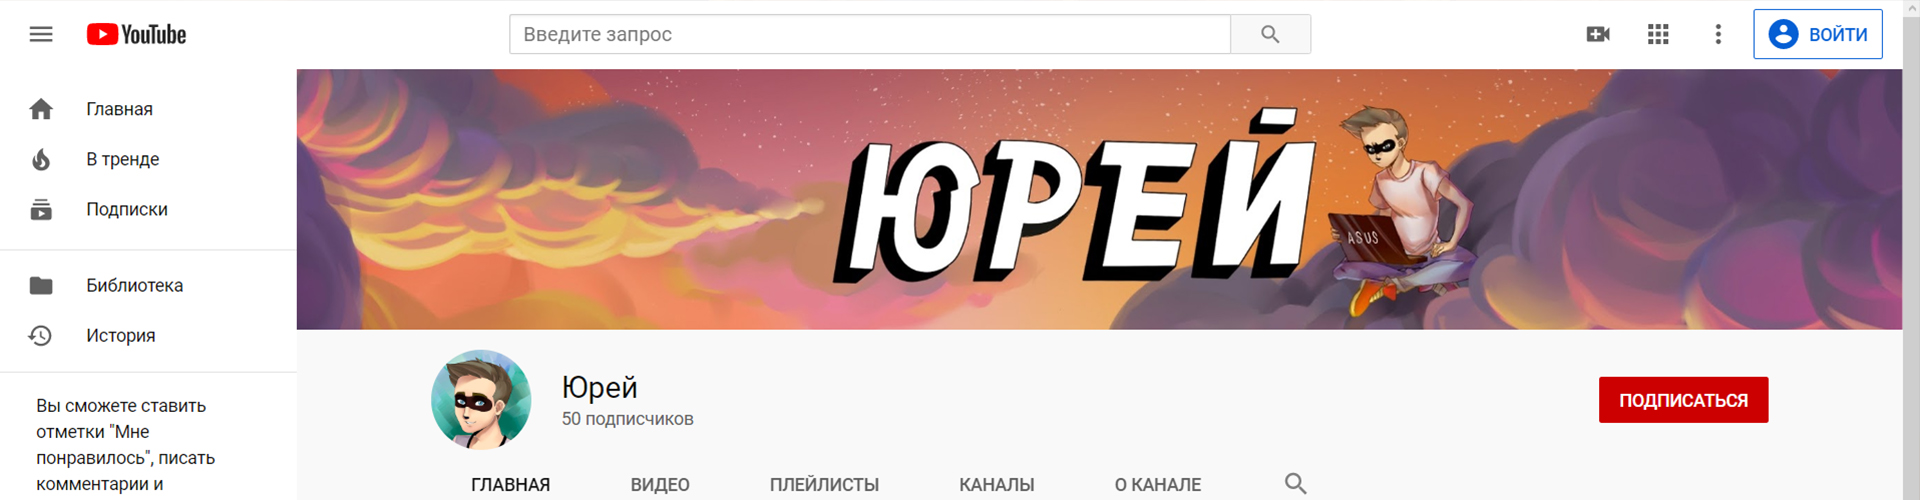 YouTube
Введите запрос
ВОЙТИ
Главная
В тренде
Подписки
Библиотека
История
Вы сможете ставить
отметки "Мне
понравилось", писать
комментарии и
ЮРЕЙ
ASUS
Юрей
50 подписчиков
ПОДПИСАТЬСЯ
ГЛАВНАЯ ВИДЕО ПЛЕЙЛИСТЫ КАНАЛЫ О КАНАЛЕ